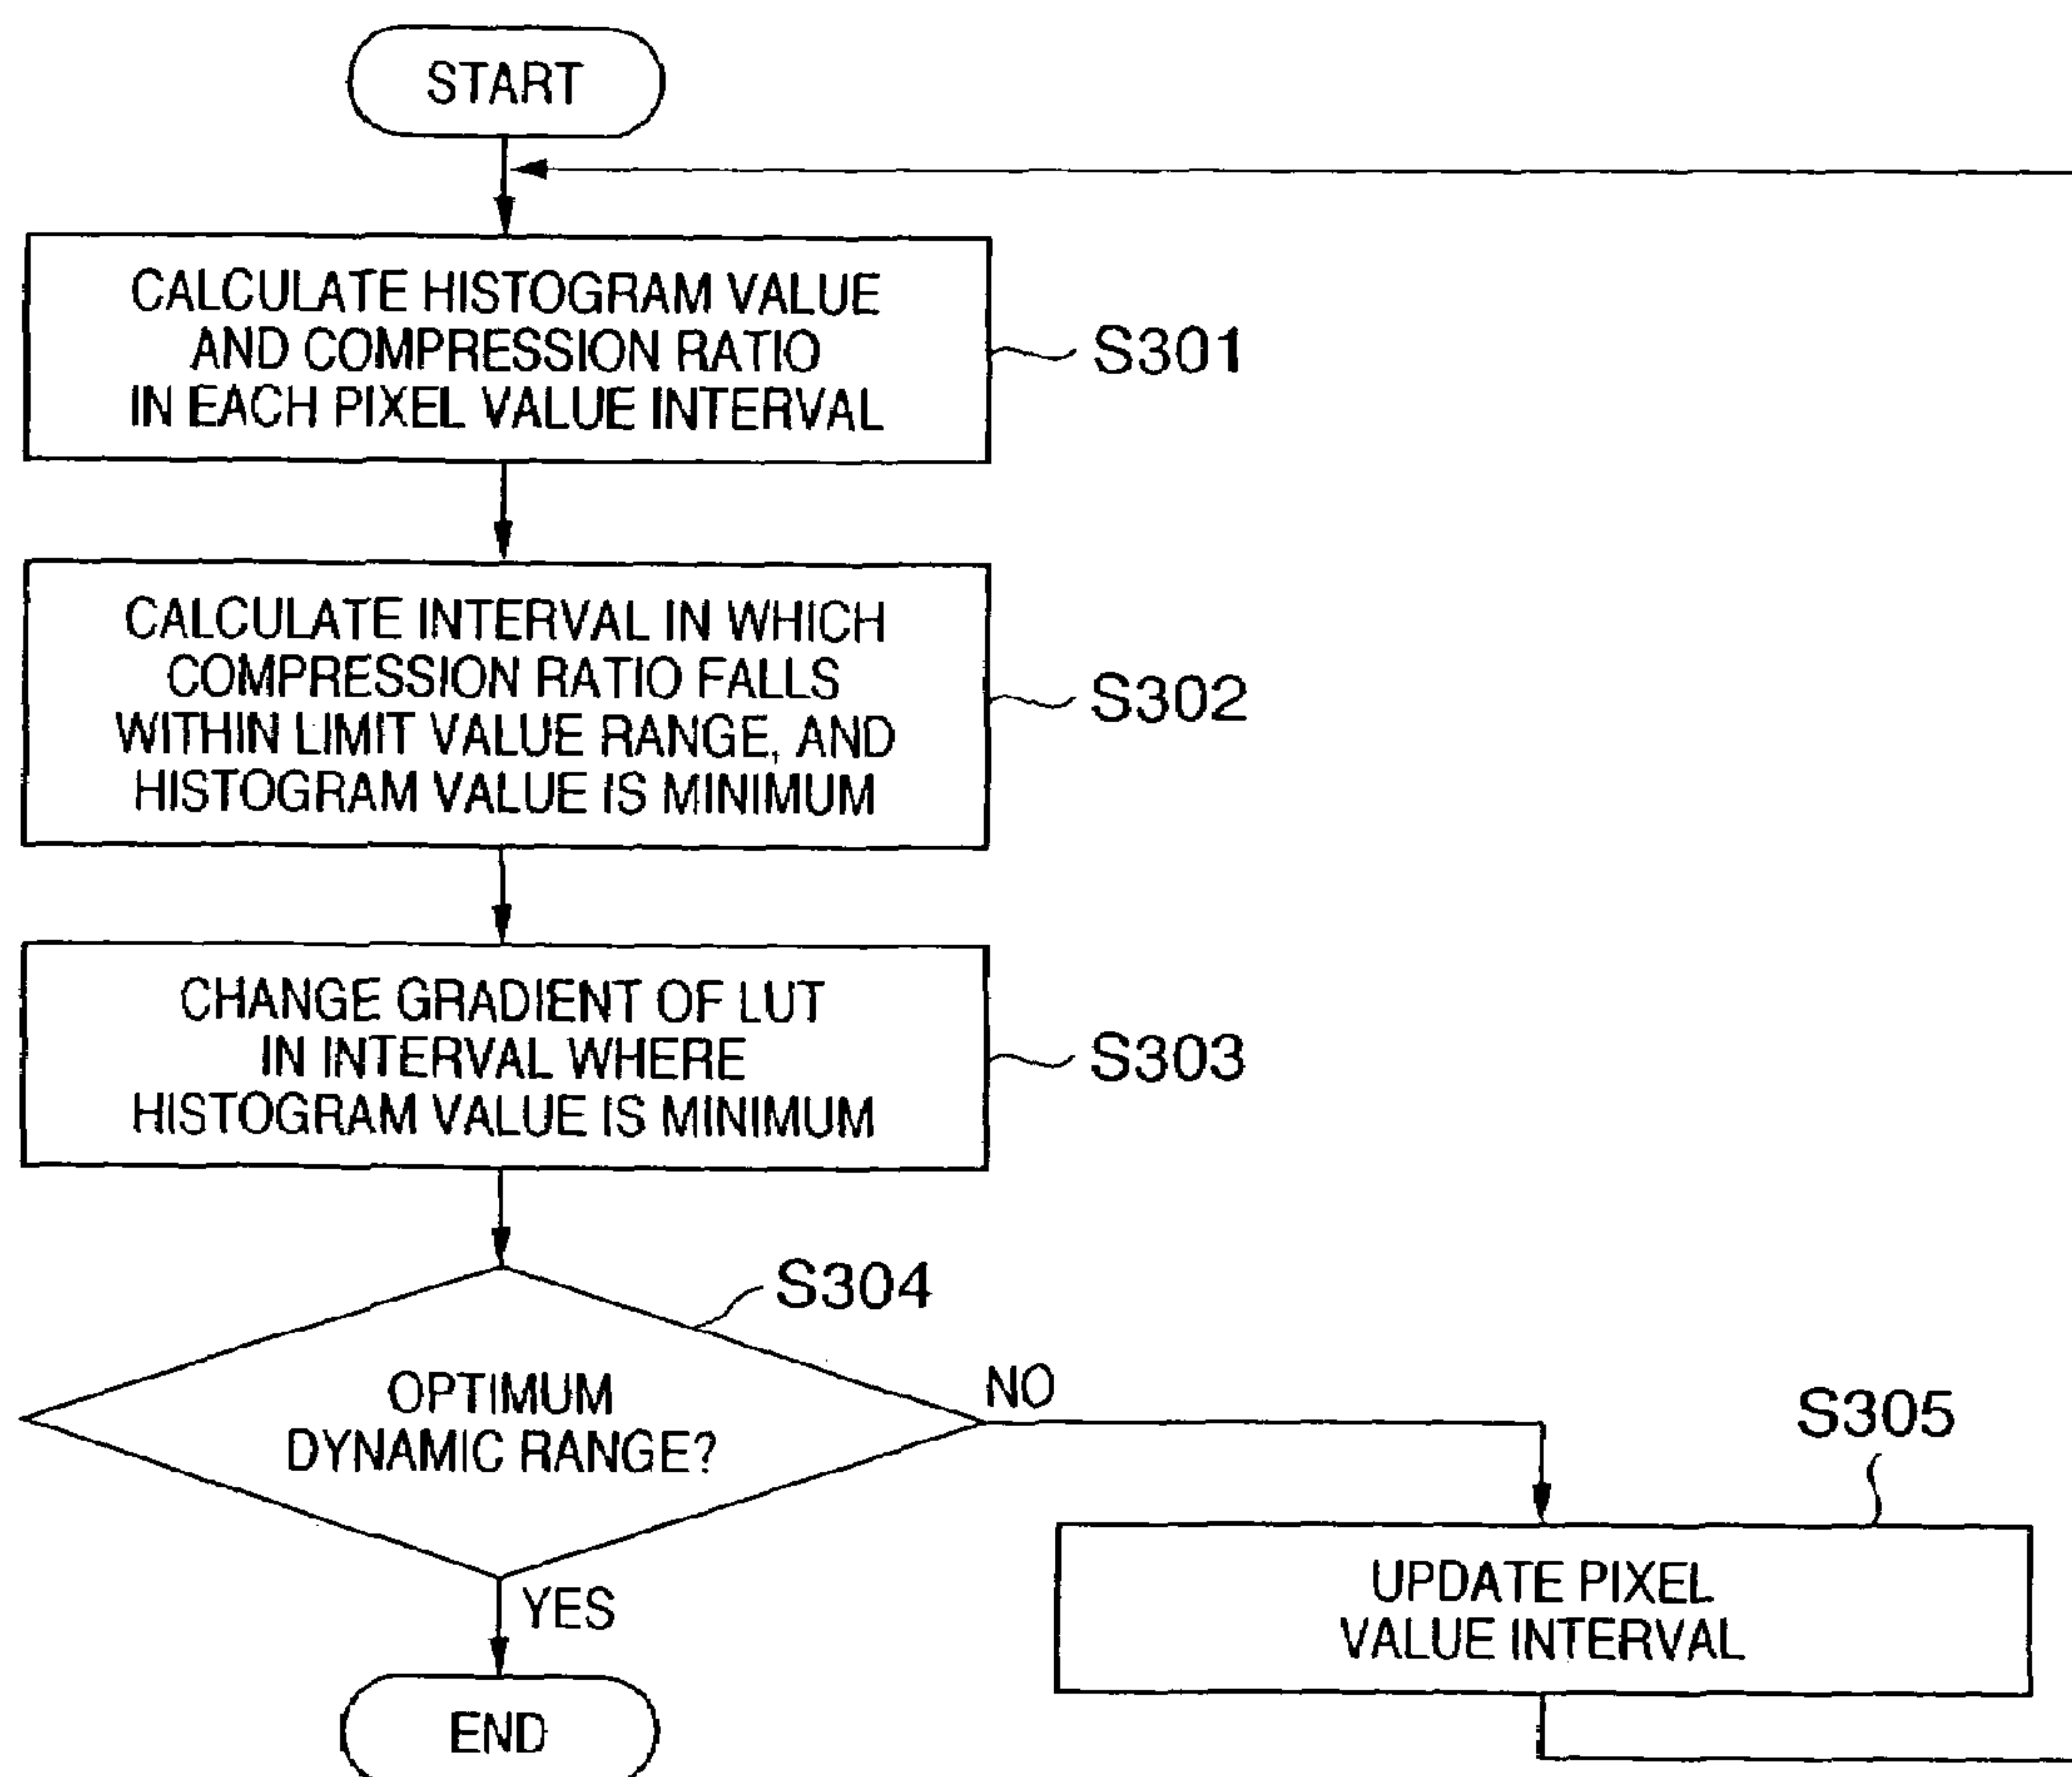 START
CALCULATE HISTOGRAM VALUE
AND COMPRESSION RATIO
IN EACH PIXEL VALUE INTERVAL
S301
CALCULATE INTERVAL IN WHICH
COMPRESSION RATIO FALLS
WITHIN LIMIT VALUE RANGE, AND
HISTOGRAM VALUE IS MINIMUM
S302
CHANGE GRADIENT OF LUT
IN INTERVAL WHERE
HISTOGRAM VALUE IS MINIMUM
S303
S304
OPTIMUM
DYNAMIC RANGE?
NO
YES
S305
UPDATE PIXEL
VALUE INTERVAL
END